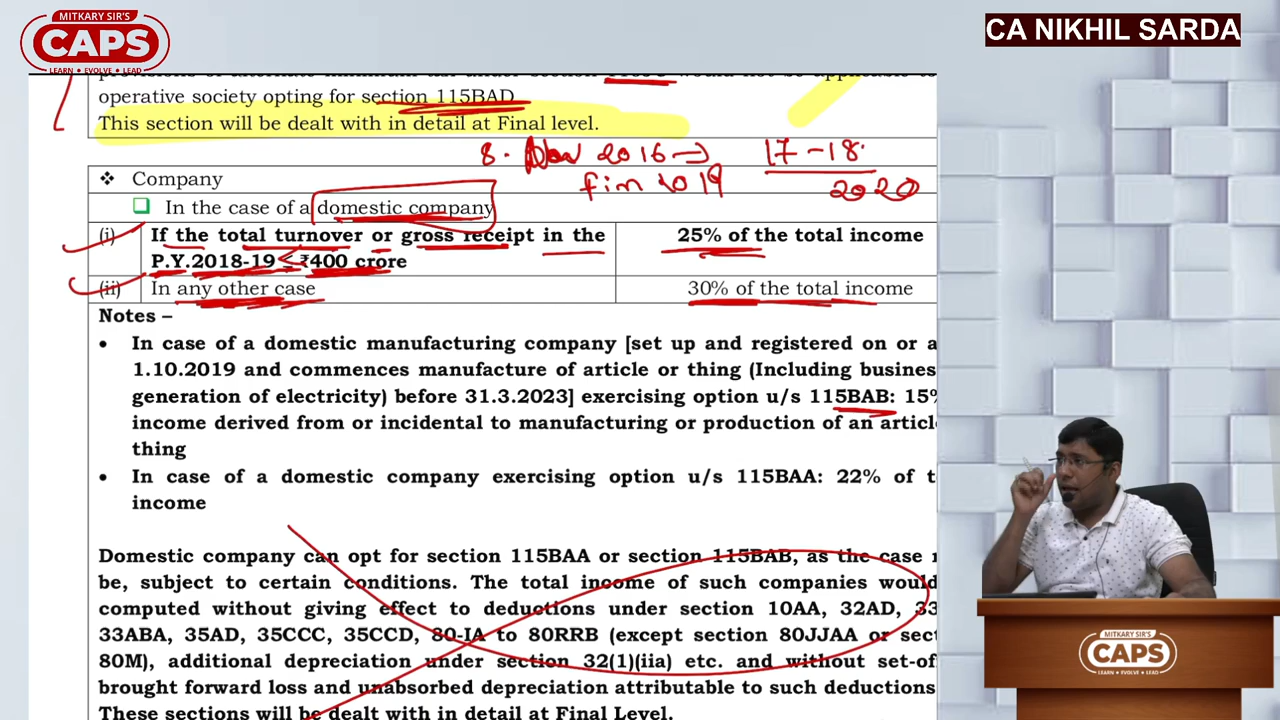 MITKARY SIR'S
CAPS
LEARN • EVOLVE • LEAD
CA NIKHIL SARDA
operative society opting for section 115BAD
This section will be dealt with in detail at Final level.
8. Nov 2016 → 17-18
fim 2019 2020
❖ Company
In the case of a domestic company
(i) If the total turnover or gross receipt in the 25% of the total income
P.Y.2018-19 ≤ ₹400 crore
(ii) In any other case 30% of the total income
Notes –
• In case of a domestic manufacturing company [set up and registered on or a
1.10.2019 and commences manufacture of article or thing (Including busines
generation of electricity) before 31.3.2023] exercising option u/s 115BAB: 15%
income derived from or incidental to manufacturing or production of an article
thing
• In case of a domestic company exercising option u/s 115BAA: 22% of t
income
Domestic company can opt for section 115BAA or section 115BAB, as the case
be, subject to certain conditions. The total income of such companies would
computed without giving effect to deductions under section 10AA, 32AD, 33
33ABA, 35AD, 35CCC, 35CCD, 80-IA to 80RRB (except section 80JJAA or sect
80M), additional depreciation under section 32(1)(iia) etc. and without set-of
brought forward loss and unabsorbed depreciation attributable to such deductions
These sections will be dealt with in detail at Final Level.
MITKARY SIR'S
CAPS
LEARN • EVOLVE • LEAD